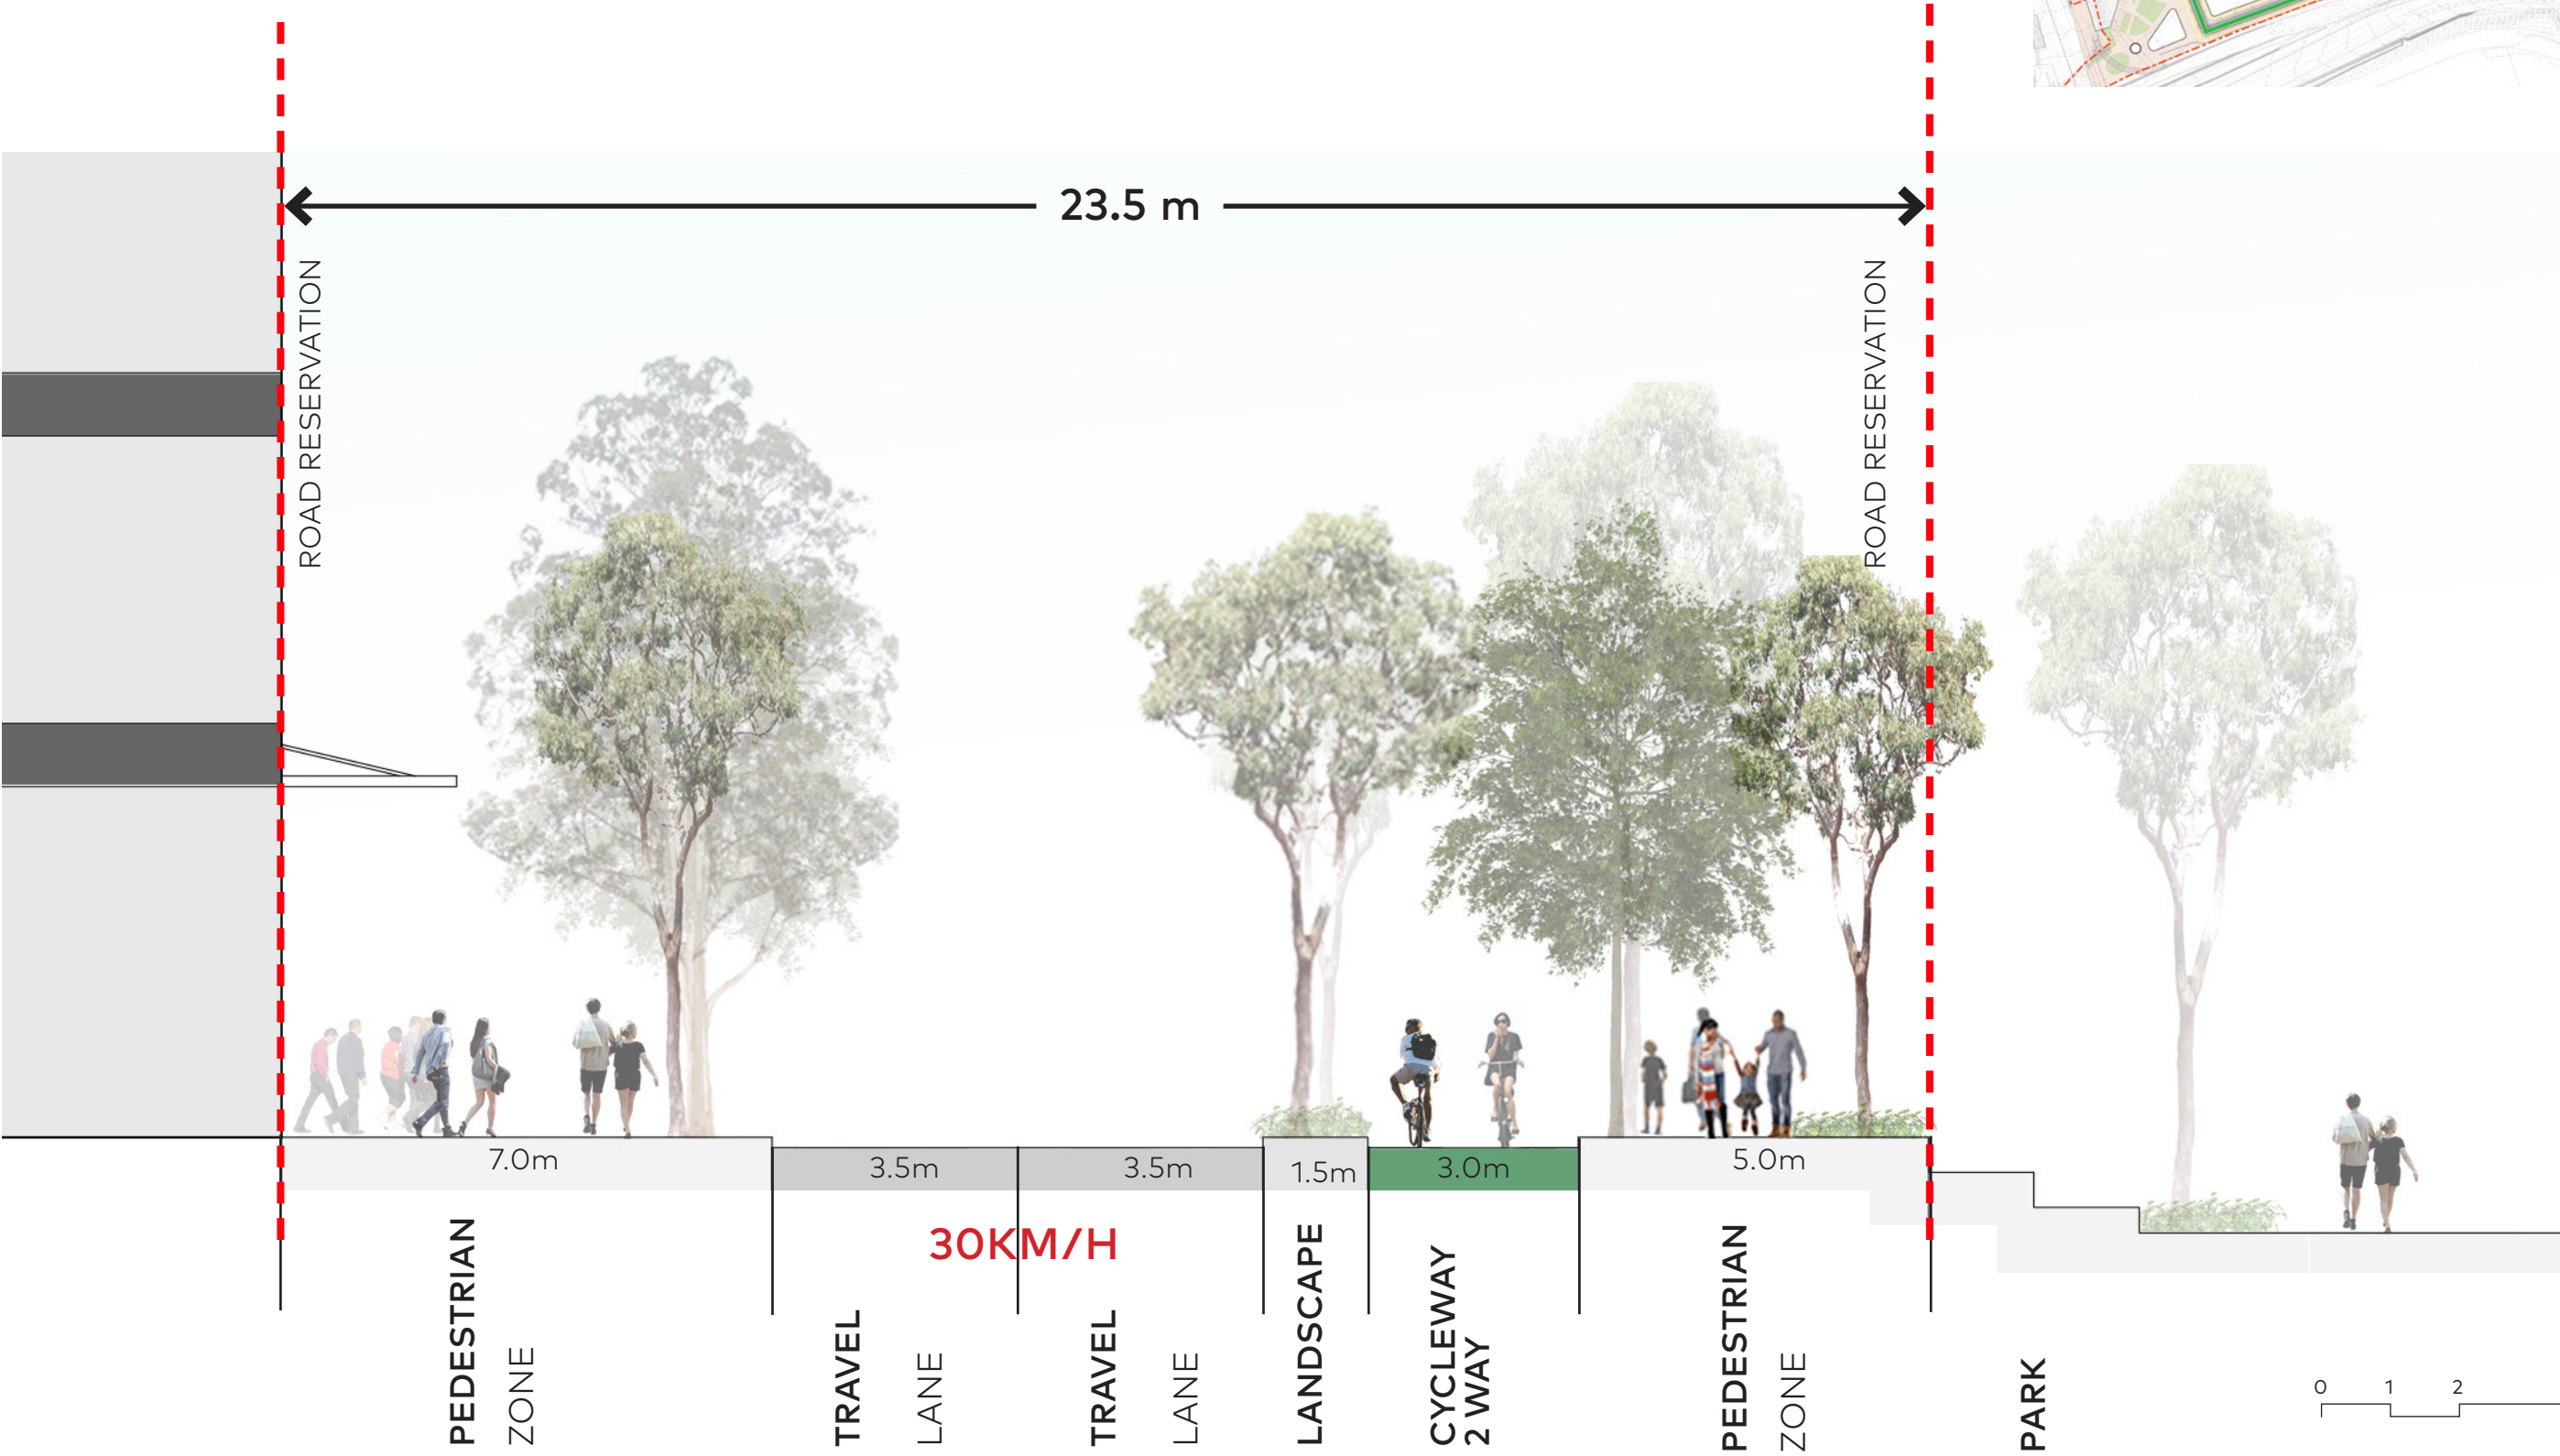 23.5 m
ROAD RESERVATION
ROAD RESERVATION
7.0m
3.5m
3.5m
1.5m
3.0m
5.0m
30KM/H
PEDESTRIAN
ZONE
TRAVEL
LANE
TRAVEL
LANE
LANDSCAPE
CYCLEWAY
2 WAY
PEDESTRIAN
ZONE
PARK
0 1 2